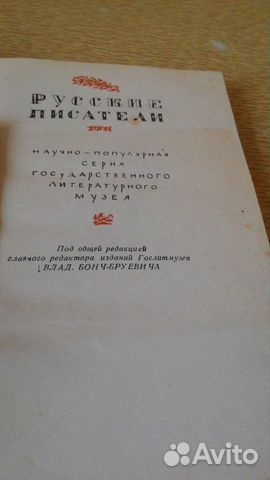 РУССКИЕ
ПИСАТЕЛИ
НАУЧНО-ПОПУЛЯРНАЯ
СЕРИЯ
ГОСУДАРСТВЕННОГО
ЛИТЕРАТУРНОГО
МУЗЕЯ
Под общей редакцией
главного редактора изданий Гослитмузея
ВЛАД. БОНЧ-БРУЕВИЧА
Avito